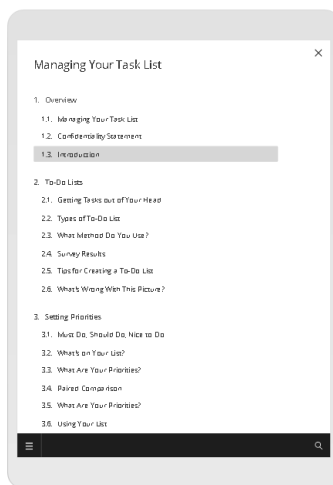 Managing Your Task List
1. Overview
1.1. Managing Your Task List
1.2. Confidentiality Statement
1.3. Introduction
2. To-Do Lists
2.1. Getting Tasks out of Your Head
2.2. Types of To-Do List
2.3. What Method Do You Use?
2.4. Survey Results
2.5. Tips for Creating a To-Do List
2.6. What's Wrong With This Picture?
3. Setting Priorities
3.1. Must Do, Should Do, Nice to Do
3.2. What's on Your List?
3.3. What Are Your Priorities?
3.4. Paired Comparison
3.5. What Are Your Priorities?
3.6. Using Your List